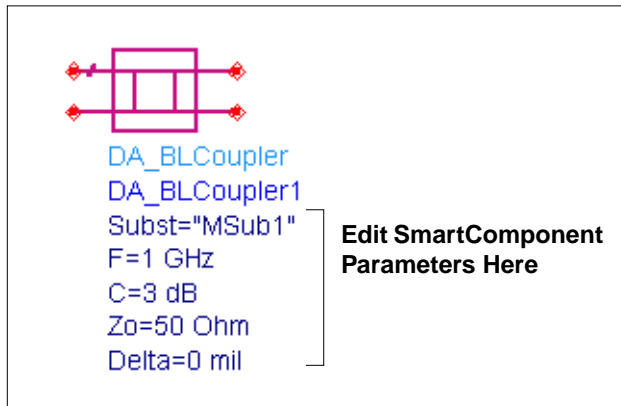 DA_BLCoupler
DA_BLCoupler1
Subst="MSub1"
F=1 GHz
C=3 dB
Zo=50 Ohm
Delta=0 mil
Edit SmartComponent
Parameters Here